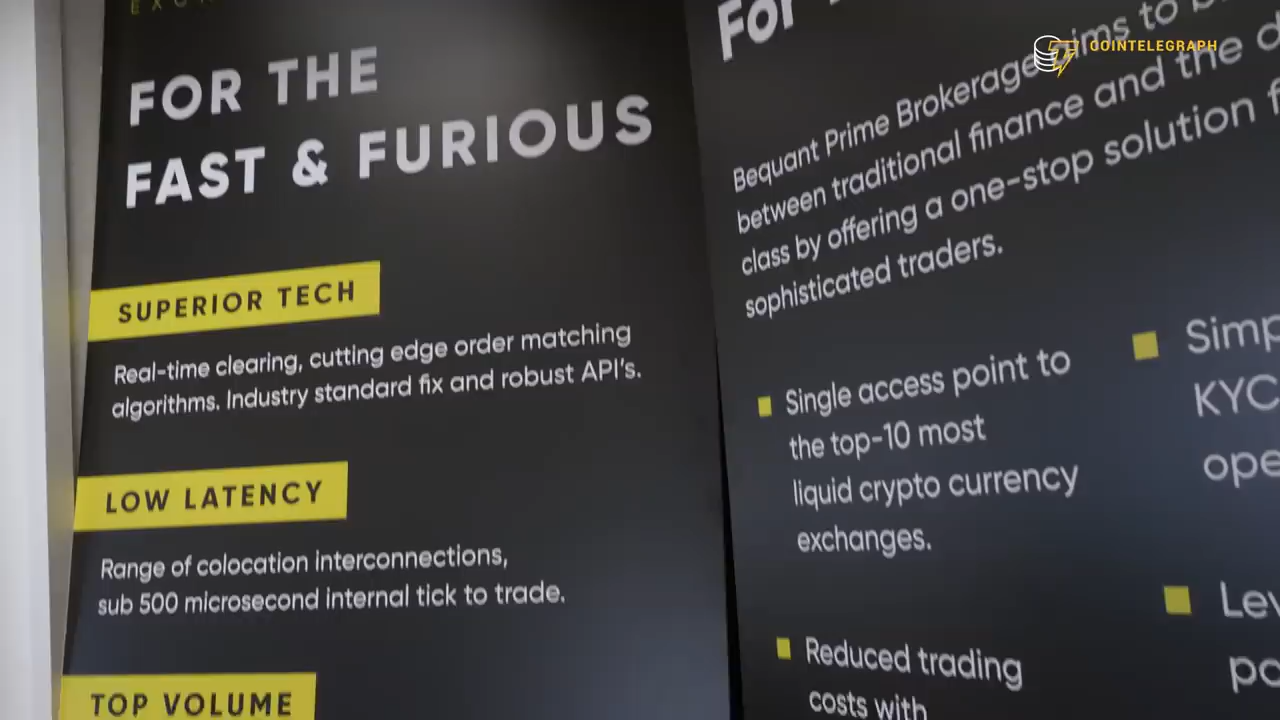 FOR THE
FAST & FURIOUS
SUPERIOR TECH
Real-time clearing, cutting edge order matching
algorithms. Industry standard fix and robust API's.
LOW LATENCY
Range of colocation interconnections,
sub 500 microsecond internal tick to trade.
TOP VOLUME
For
Bequant Prime Brokerage aims to
between traditional finance and the
class by offering a one-stop solution
sophisticated traders.
Single access point to
the top-10 most
liquid crypto currency
exchanges.
Reduced trading
costs with
KYC
COINTELEGRAPH